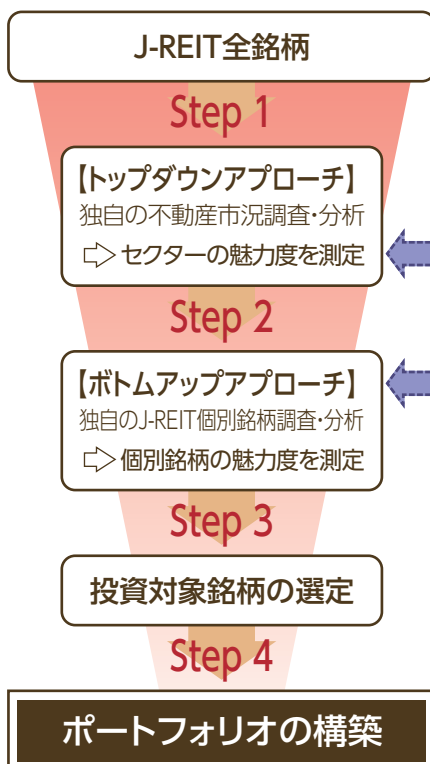 J-REIT全銘柄
Step 1
【トップダウンアプローチ】
独自の不動産市況調査・分析
⇨ セクターの魅力度を測定
Step 2
【ボトムアップアプローチ】
独自のJ-REIT個別銘柄調査・分析
⇨ 個別銘柄の魅力度を測定
Step 3
投資対象銘柄の選定
Step 4
ポートフォリオの構築